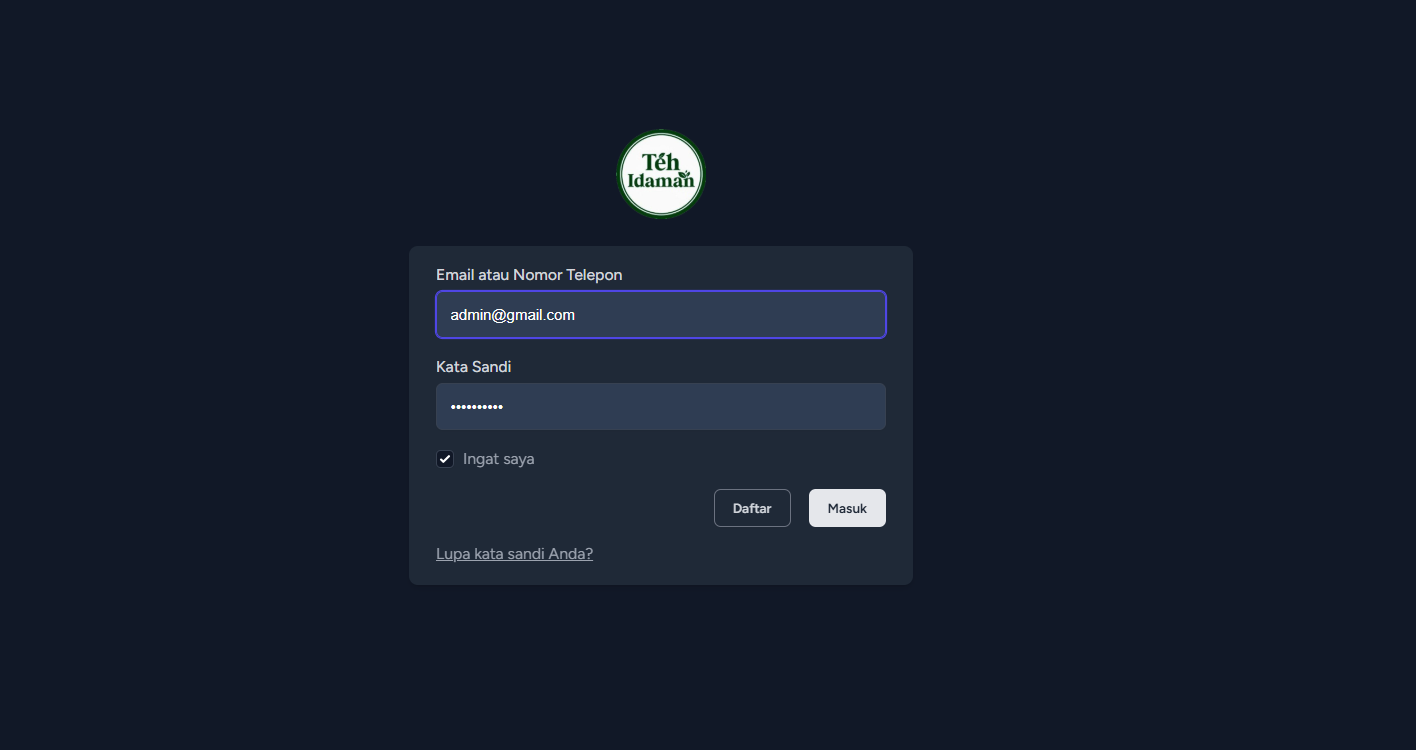 Teh
Idaman
Email atau Nomor Telepon
admin@gmail.com
Kata Sandi
••••••••••
Ingat saya
Daftar
Masuk
Lupa kata sandi Anda?